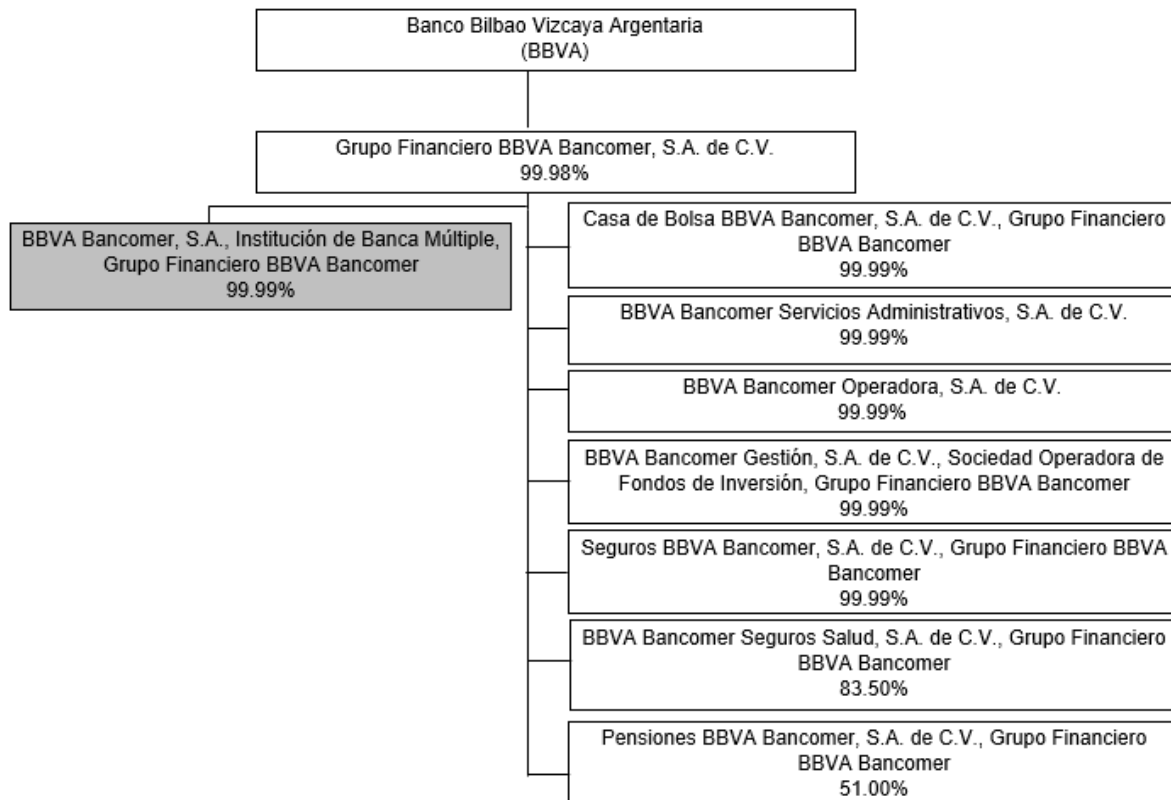 Banco Bilbao Vizcaya Argentaria
(BBVA)
Grupo Financiero BBVA Bancomer, S.A. de C.V.
99.98%
BBVA Bancomer, S.A., Institución de Banca Múltiple,
Grupo Financiero BBVA Bancomer
99.99%
Casa de Bolsa BBVA Bancomer, S.A. de C.V., Grupo Financiero
BBVA Bancomer
99.99%
BBVA Bancomer Servicios Administrativos, S.A. de C.V.
99.99%
BBVA Bancomer Operadora, S.A. de C.V.
99.99%
BBVA Bancomer Gestión, S.A. de C.V., Sociedad Operadora de
Fondos de Inversión, Grupo Financiero BBVA Bancomer
99.99%
Seguros BBVA Bancomer, S.A. de C.V., Grupo Financiero BBVA
Bancomer
99.99%
BBVA Bancomer Seguros Salud, S.A. de C.V., Grupo Financiero
BBVA Bancomer
83.50%
Pensiones BBVA Bancomer, S.A. de C.V., Grupo Financiero
BBVA Bancomer
51.00%